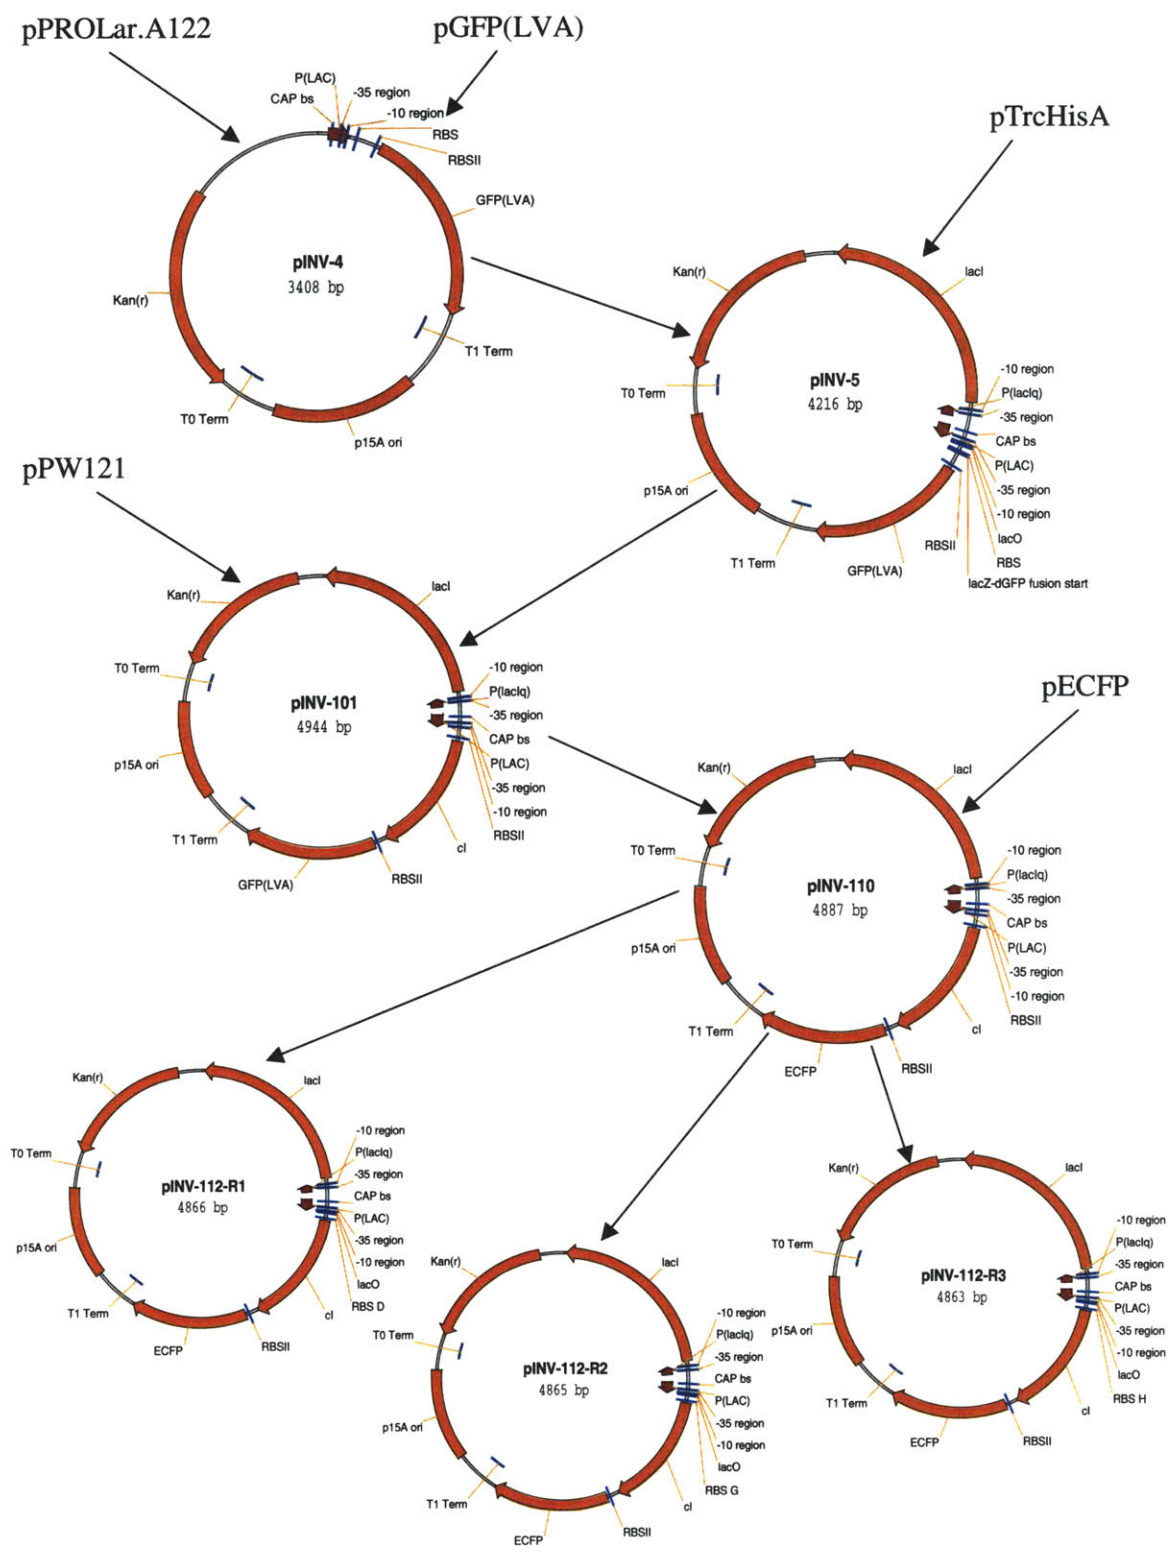 pPROLar.A122
pGFP(LVA)
P(LAC)
-35 region
CAP bs
-10 region
RBS
RBSII
GFP(LVA)
pINV-4
3408 bp
Kan(r)
T1 Term
T0 Term
p15A ori
pTrcHisA
Kan(r)
lacI
pINV-5
4216 bp
T0 Term
-10 region
P(lacIq)
-35 region
CAP bs
P(LAC)
-35 region
-10 region
lacO
RBS
lacZ-dGFP fusion start
RBSII
p15A ori
T1 Term
GFP(LVA)
pPW121
Kan(r)
lacI
T0 Term
pINV-101
4944 bp
-10 region
P(lacIq)
-35 region
CAP bs
P(LAC)
-35 region
-10 region
RBSII
p15A ori
T1 Term
cI
GFP(LVA)
RBSII
pECFP
Kan(r)
lacI
T0 Term
pINV-110
4887 bp
-10 region
P(lacIq)
-35 region
CAP bs
P(LAC)
-35 region
-10 region
RBSII
p15A ori
T1 Term
cI
ECFP
RBSII
Kan(r)
lacI
T0 Term
pINV-112-R1
4866 bp
-10 region
P(lacIq)
-35 region
CAP bs
P(LAC)
-35 region
-10 region
lacO
RBS D
p15A ori
T1 Term
cI
ECFP
RBSII
Kan(r)
lacI
T0 Term
pINV-112-R2
4865 bp
-10 region
P(lacIq)
-35 region
CAP bs
P(LAC)
-35 region
-10 region
lacO
RBS G
p15A ori
T1 Term
cI
ECFP
RBSII
Kan(r)
lacI
T0 Term
pINV-112-R3
4863 bp
-10 region
P(lacIq)
-35 region
CAP bs
P(LAC)
-35 region
-10 region
lacO
RBS H
p15A ori
T1 Term
cI
ECFP
RBSII